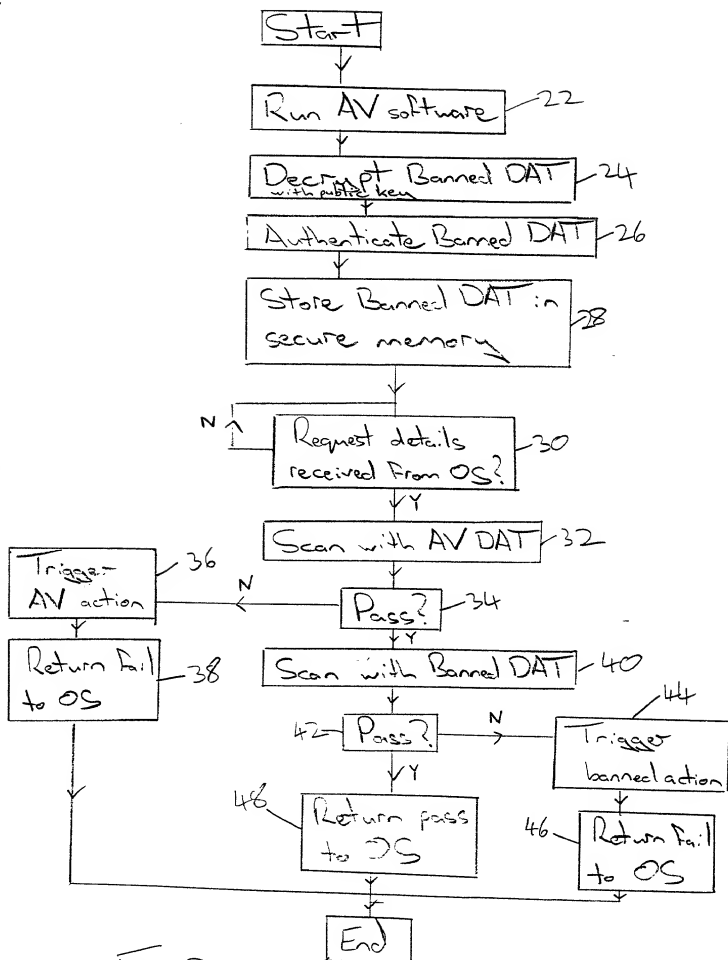 Start
Run AV software
22
Decrypt Banned DAT
with public key
24
Authenticate Banned DAT
26
Store Banned DAT in
secure memory
28
N
Request details
received from OS?
30
Y
Scan with AV DAT
32
Trigger
AV action
36
N
Pass?
34
Y
Return Fail
to OS
38
Scan with Banned DAT
40
42
Pass?
N
44
Trigger
banned action
Y
48
Return pass
to OS
46
Return Fail
to OS
End